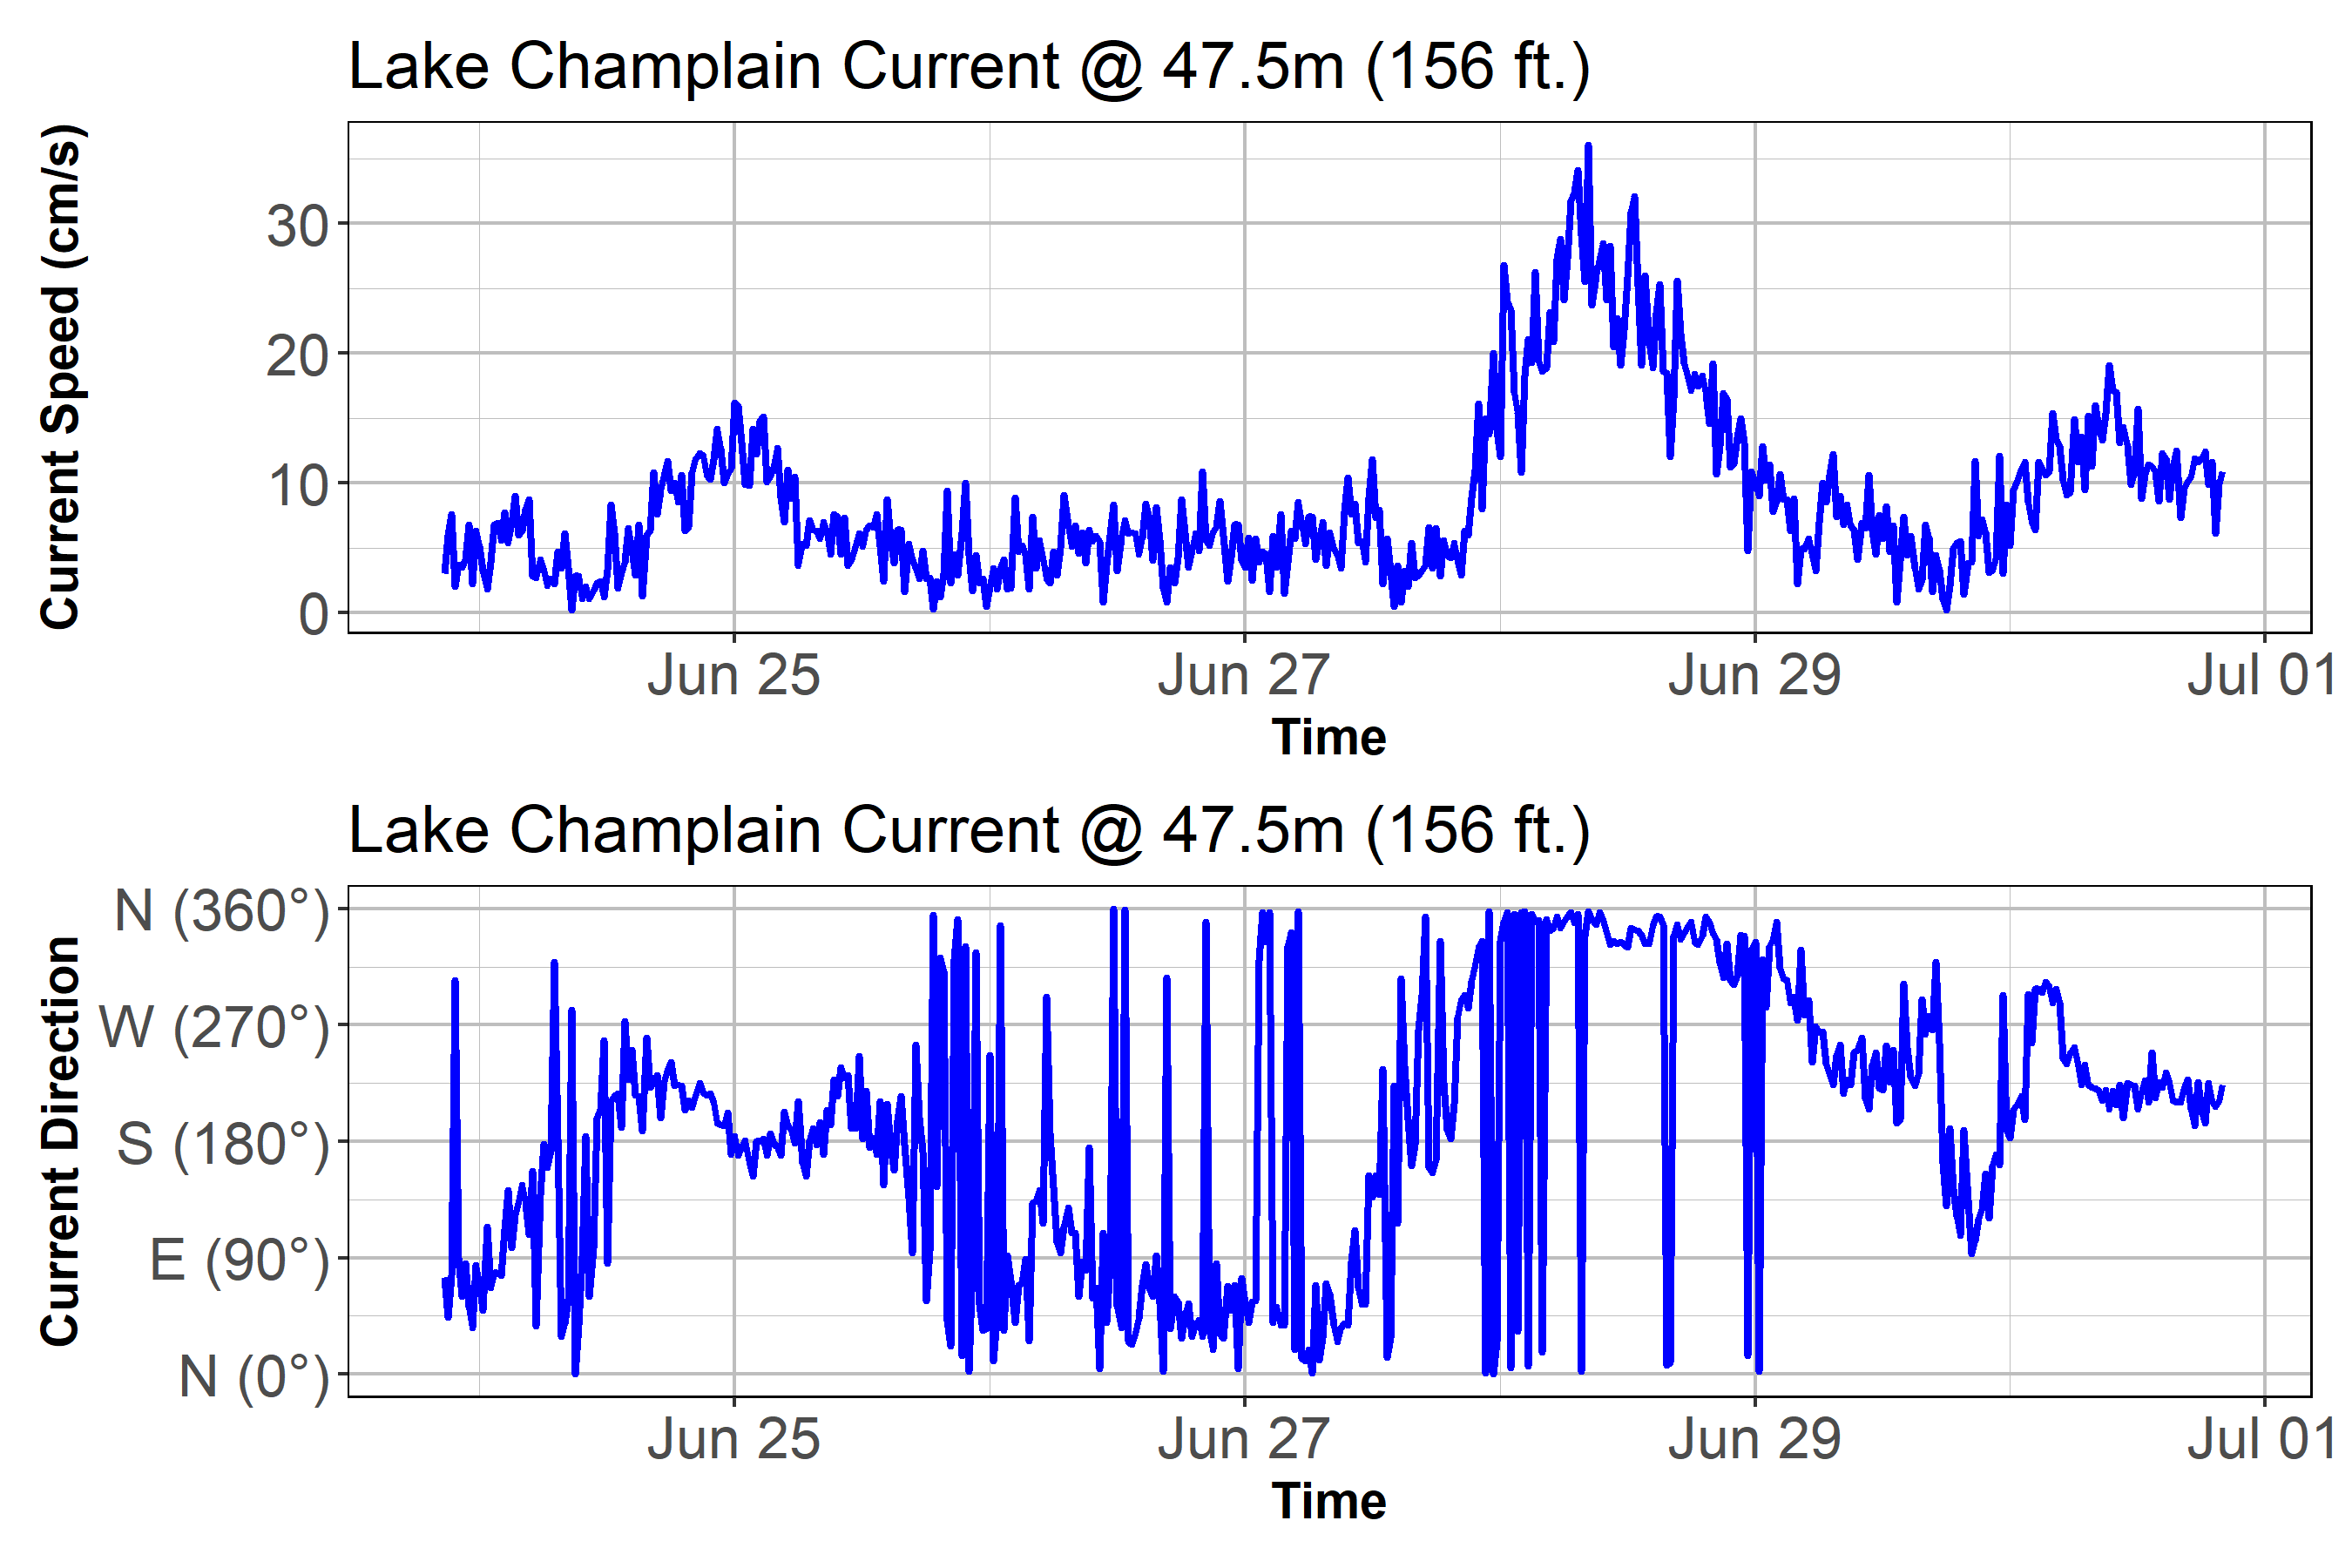 Lake Champlain Current @ 47.5m (156 ft.)
Current Speed (cm/s)
30
20
10
0
Jun 25 Jun 27 Jun 29 Jul 01
Time
Lake Champlain Current @ 47.5m (156 ft.)
Current Direction
N (360°)
W (270°)
S (180°)
E (90°)
N (0°)
Jun 25 Jun 27 Jun 29 Jul 01
Time